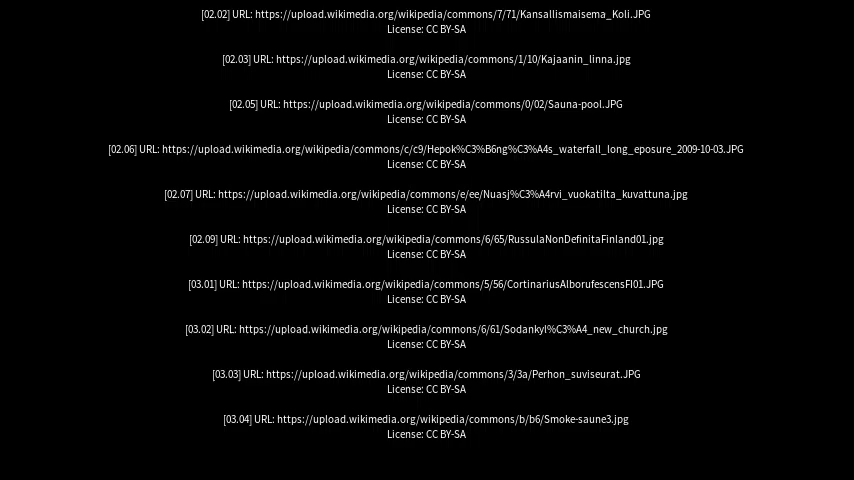 [02.02] URL: https://upload.wikimedia.org/wikipedia/commons/7/71/Kansallismaisema_Koli.JPG
License: CC BY-SA
[02.03] URL: https://upload.wikimedia.org/wikipedia/commons/1/10/Kajaanin_linna.jpg
License: CC BY-SA
[02.05] URL: https://upload.wikimedia.org/wikipedia/commons/0/02/Sauna-pool.JPG
License: CC BY-SA
[02.06] URL: https://upload.wikimedia.org/wikipedia/commons/c/c9/Hepok%C3%B6ng%C3%A4s_waterfall_long_eposure_2009-10-03.JPG
License: CC BY-SA
[02.07] URL: https://upload.wikimedia.org/wikipedia/commons/e/ee/Nuasj%C3%A4rvi_vuokatilta_kuvattuna.jpg
License: CC BY-SA
[02.09] URL: https://upload.wikimedia.org/wikipedia/commons/6/65/RussulaNonDefinitaFinland01.jpg
License: CC BY-SA
[03.01] URL: https://upload.wikimedia.org/wikipedia/commons/5/56/CortinariusAlborufescensFI01.JPG
License: CC BY-SA
[03.02] URL: https://upload.wikimedia.org/wikipedia/commons/6/61/Sodankyl%C3%A4_new_church.jpg
License: CC BY-SA
[03.03] URL: https://upload.wikimedia.org/wikipedia/commons/3/3a/Perhon_suviseurat.JPG
License: CC BY-SA
[03.04] URL: https://upload.wikimedia.org/wikipedia/commons/b/b6/Smoke-saune3.jpg
License: CC BY-SA